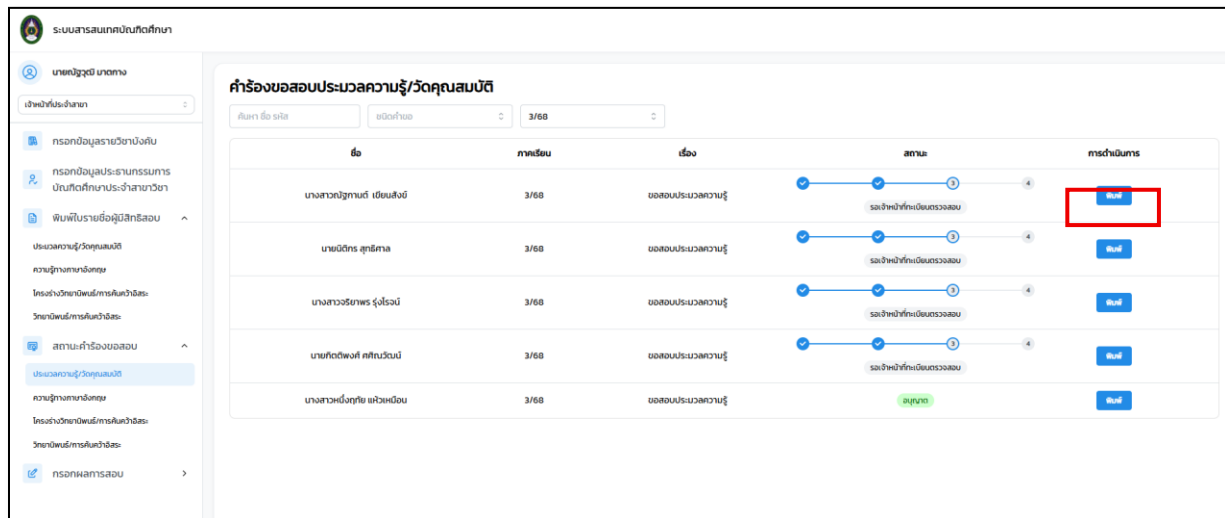 ระบบสารสนเทศบัณฑิตศึกษา
นายณัฐวุฒิ มาตทาง
เจ้าหน้าที่ประจำสาขา
กรอกข้อมูลรายวิชาบังคับ
กรอกข้อมูลประธานกรรมการ
บัณฑิตศึกษาประจำสาขาวิชา
พิมพ์ใบรายชื่อผู้มีสิทธิสอบ
ประมวลความรู้/วัดคุณสมบัติ
ความรู้ทางภาษาอังกฤษ
โครงร่างวิทยานิพนธ์/การค้นคว้าอิสระ
วิทยานิพนธ์/การค้นคว้าอิสระ
สถานะคำร้องขอสอบ
ประมวลความรู้/วัดคุณสมบัติ
ความรู้ทางภาษาอังกฤษ
โครงร่างวิทยานิพนธ์/การค้นคว้าอิสระ
วิทยานิพนธ์/การค้นคว้าอิสระ
กรอกผลการสอบ
คำร้องขอสอบประมวลความรู้/วัดคุณสมบัติ
ค้นหา ชื่อ รหัส ชนิดคำขอ 3/68
ชื่อ ภาคเรียน เรื่อง สถานะ การดำเนินการ
นางสาวณัฐกานต์ เขียนสังข์ 3/68 ขอสอบประมวลความรู้ 3 4 พิมพ์
รอเจ้าหน้าที่ทะเบียนตรวจสอบ
นายนิติกร สุทธิศาล 3/68 ขอสอบประมวลความรู้ 3 4 พิมพ์
รอเจ้าหน้าที่ทะเบียนตรวจสอบ
นางสาวจริยาพร รุ่งโรจน์ 3/68 ขอสอบประมวลความรู้ 3 4 พิมพ์
รอเจ้าหน้าที่ทะเบียนตรวจสอบ
นายกิตติพงศ์ ศศิณวัฒน์ 3/68 ขอสอบประมวลความรู้ 3 4 พิมพ์
รอเจ้าหน้าที่ทะเบียนตรวจสอบ
นางสาวหนึ่งฤทัย แห้วเหมือน 3/68 ขอสอบประมวลความรู้ อนุญาต พิมพ์